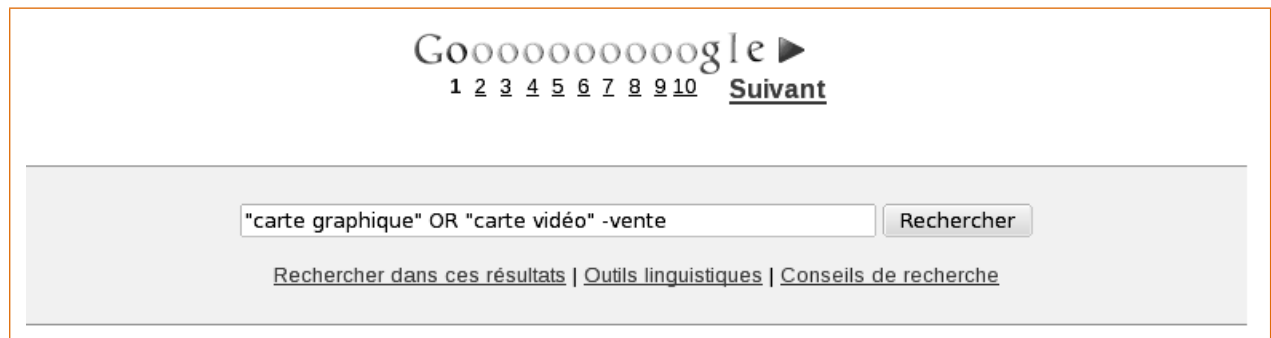 Goooooooooogle
1 2 3 4 5 6 7 8 9 10 Suivant
"carte graphique" OR "carte vidéo" -vente Rechercher
Rechercher dans ces résultats | Outils linguistiques | Conseils de recherche